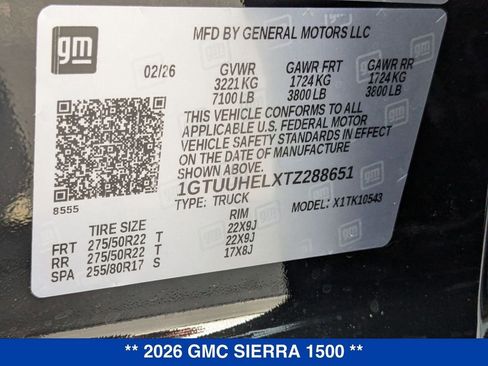 gm
MFD BY GENERAL MOTORS LLC
02/26 GVWR GAWR FRT GAWR RR
3221 KG 1724 KG 1724 KG
7100 LB 3800 LB 3800 LB
THIS VEHICLE CONFORMS TO ALL
APPLICABLE U.S. FEDERAL MOTOR
VEHICLE SAFETY STANDARDS IN EFFECT
ON THE DATE OF MANUFACTURE SHOWN ABOVE.
1GTUUHELXTZ288651
8555 TYPE: TRUCK MODEL: X1TK10543
TIRE SIZE RIM
FRT 275/50R22 T 22X9J
RR 275/50R22 T 22X9J
SPA 255/80R17 S 17X8J
** 2026 GMC SIERRA 1500 **